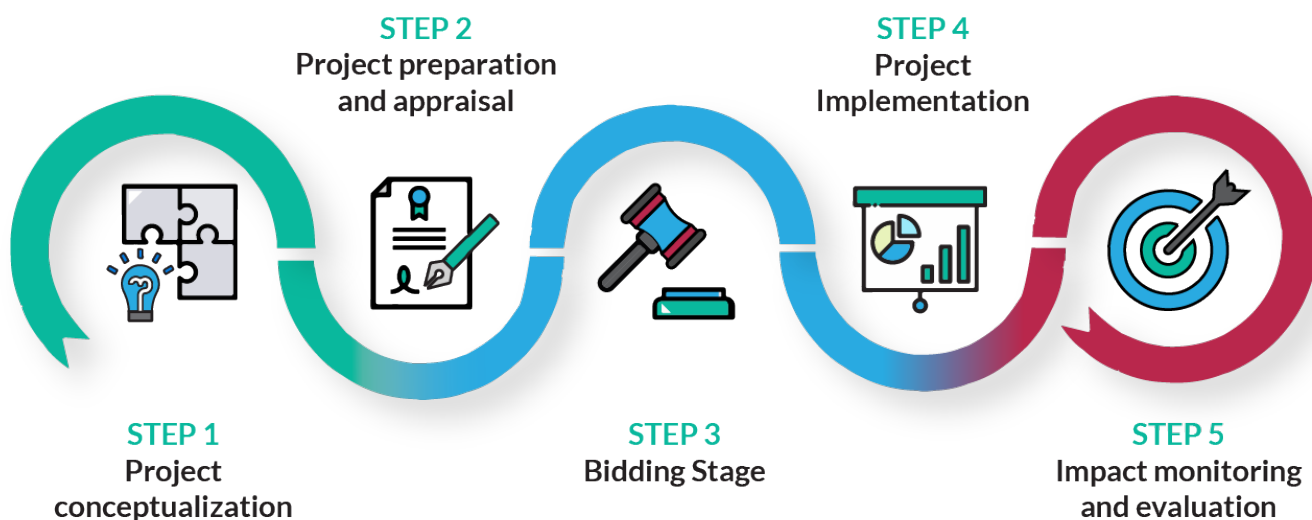 STEP 1
Project
conceptualization
STEP 2
Project preparation
and appraisal
STEP 3
Bidding Stage
STEP 4
Project
Implementation
STEP 5
Impact monitoring
and evaluation